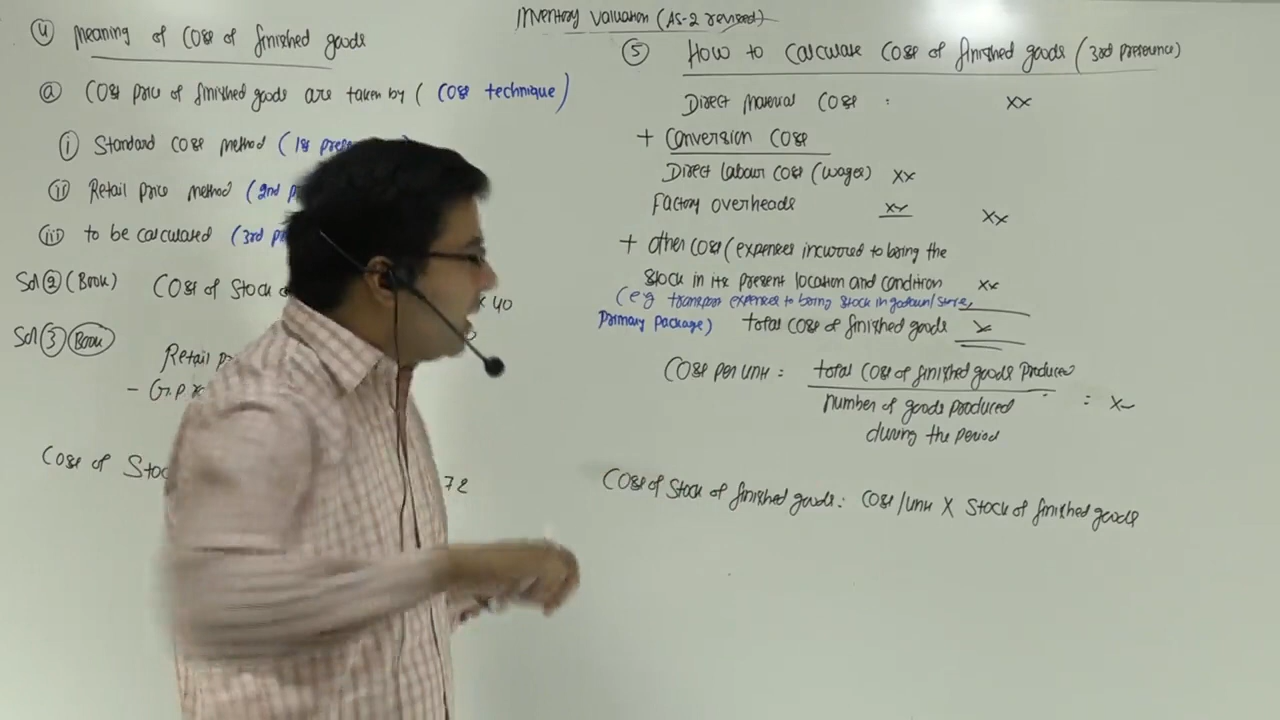 Inventory Valuation (AS-2 revised)
④ Meaning of Cost of finished goods
ⓐ Cost price of finished goods are taken by ( Cost technique )
ⓘ Standard cost method ( 1st
ⓘⓘ Retail price method ( 2nd
ⓘⓘⓘ to be calculated ( 3rd
Sol ② (Book) Cost of Stock × 40
Sol ③ (Book)
Retail
- G.P
Cost of 72
⑤ How to calculate Cost of finished goods (3rd preference)
Direct Material Cost : xx
+ Conversion Cost
Direct labour cost (wages) xx
Factory overheads xx xx
+ other cost (expenses incurred to bring the
stock in its present location and condition xx
(e.g. transport expenses to bring stock in godown/store,
Primary package) total cost of finished goods x
Cost per unit = total cost of finished goods produced
number of goods produced = xx
during the period
Cost of stock of finished goods : Cost/unit × Stock of finished goods